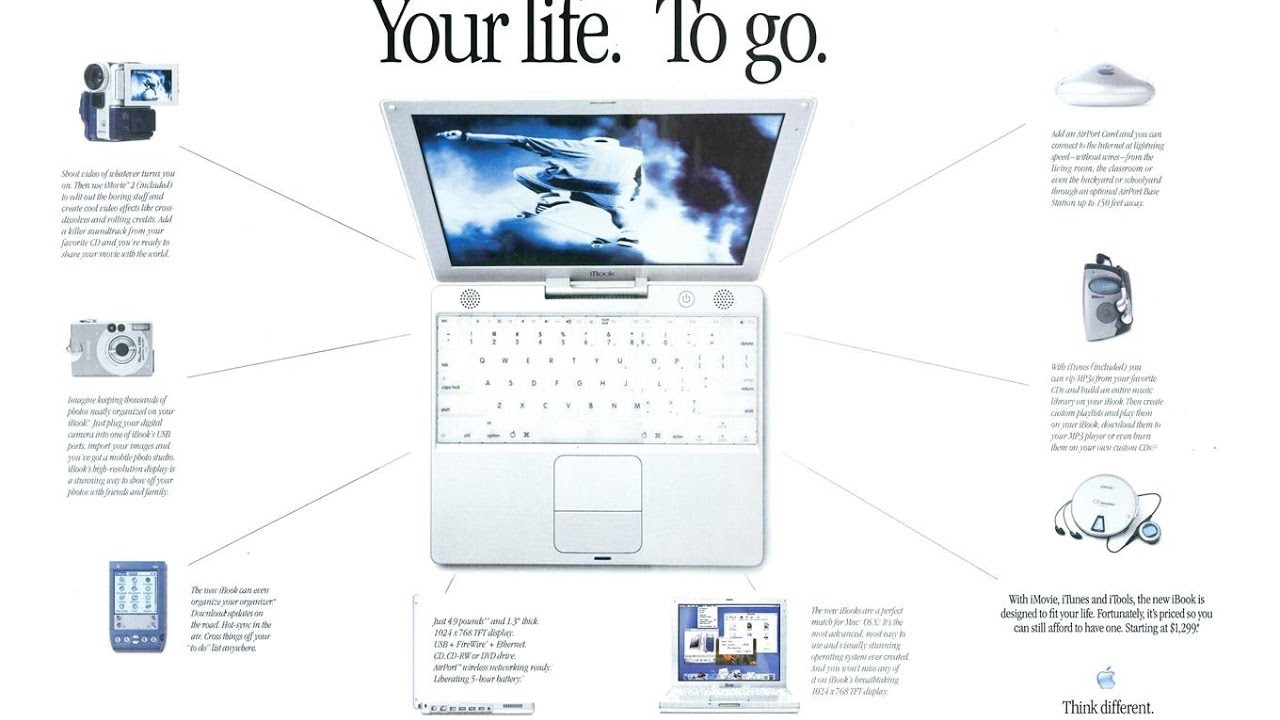 Your life. To go.
Shoot video of whatever turns you
on. Then use iMovie™ 2 (included)
to edit out the boring stuff and
create cool video effects like cross-
dissolves and rolling credits. Add
a killer soundtrack from your
favorite CD and you're ready to
share your movie with the world.
Imagine keeping thousands of
photos neatly organized on your
iBook. Just plug your digital
camera into one of iBook's USB
ports, import your images and
you've got a mobile photo studio.
iBook's high-resolution display is
a stunning way to show off your
photos with friends and family.
The new iBook can even
organize your organizer.
Download updates on
the road. Hot-sync in the
air. Cross things off your
"to do" list anywhere.
iBook
delete
tab
caps lock
return
shift
shift
ctrl
option
Q W E R T Y U O P
A S D F G H J K L
Z X C V B N M
Just 4.9 pounds** and 1.3" thick.
1024 x 768 TFT display.
USB + FireWire® + Ethernet.
CD, CD-RW or DVD drive.
AirPort™ wireless networking ready.
Liberating 5-hour battery.
The new iBooks are a perfect
match for Mac® OS X. It's the
most advanced, most easy to
use and visually stunning
operating system ever created.
And you won't miss any of
it on iBook's breathtaking
1024 x 768 TFT display.
Add an AirPort Card and you can
connect to the Internet at lightning
speed–without wires–from the
living room, the classroom or
even the backyard or schoolyard
through an optional AirPort Base
Station up to 150 feet away.
With iTunes (included) you
can rip MP3s from your favorite
CDs and build an entire music
library on your iBook. Then create
custom playlists and play them
on your iBook, download them to
your MP3 player or even burn
them on your own custom CDs.
With iMovie, iTunes and iTools, the new iBook is
designed to fit your life. Fortunately, it's priced so you
can still afford to have one. Starting at $1,299.*
Think different.